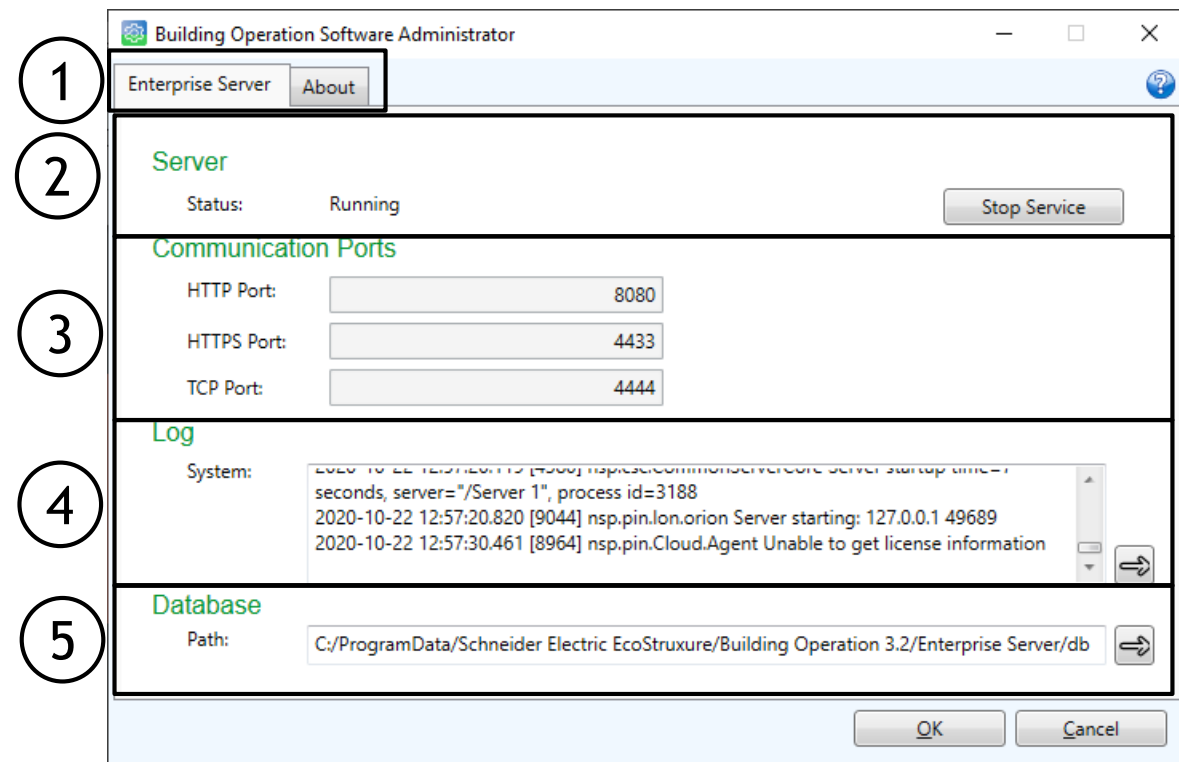 Building Operation Software Administrator
1
Enterprise Server About
2
Server
Status: Running Stop Service
Communication Ports
3
HTTP Port: 8080
HTTPS Port: 4433
TCP Port: 4444
Log
4
System:
seconds, server="/Server 1", process id=3188
2020-10-22 12:57:20.820 [9044] nsp.pin.lon.orion Server starting: 127.0.0.1 49689
2020-10-22 12:57:30.461 [8964] nsp.pin.Cloud.Agent Unable to get license information
5
Database
Path: C:/ProgramData/Schneider Electric EcoStruxure/Building Operation 3.2/Enterprise Server/db
OK Cancel